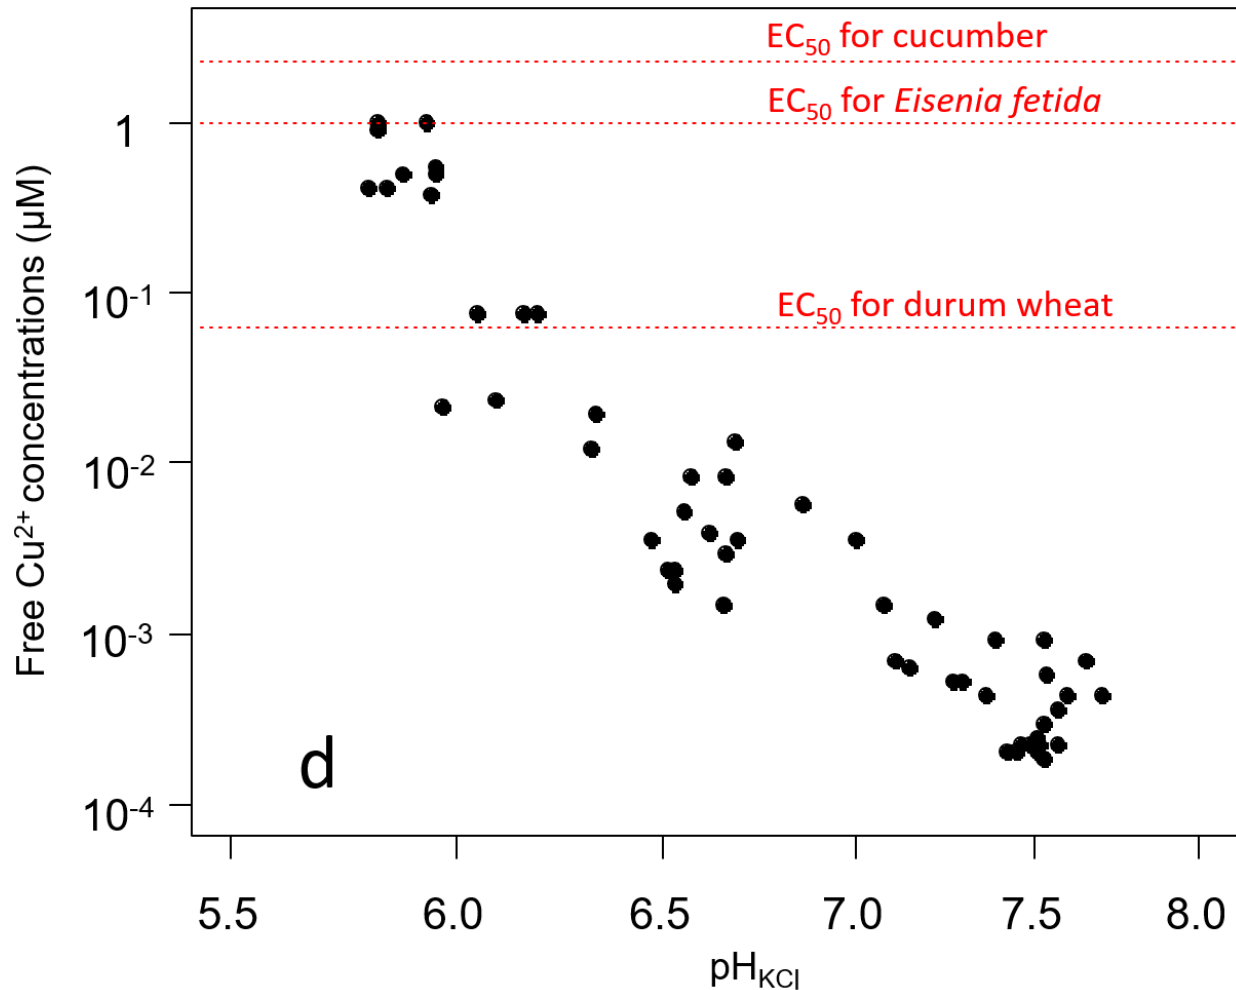 EC₅₀ for cucumber
EC₅₀ for Eisenia fetida
1
EC₅₀ for durum wheat
10⁻¹
10⁻²
10⁻³
10⁻⁴
Free Cu²⁺ concentrations (µM)
d
5.5 6.0 6.5 7.0 7.5 8.0
pH_KCl